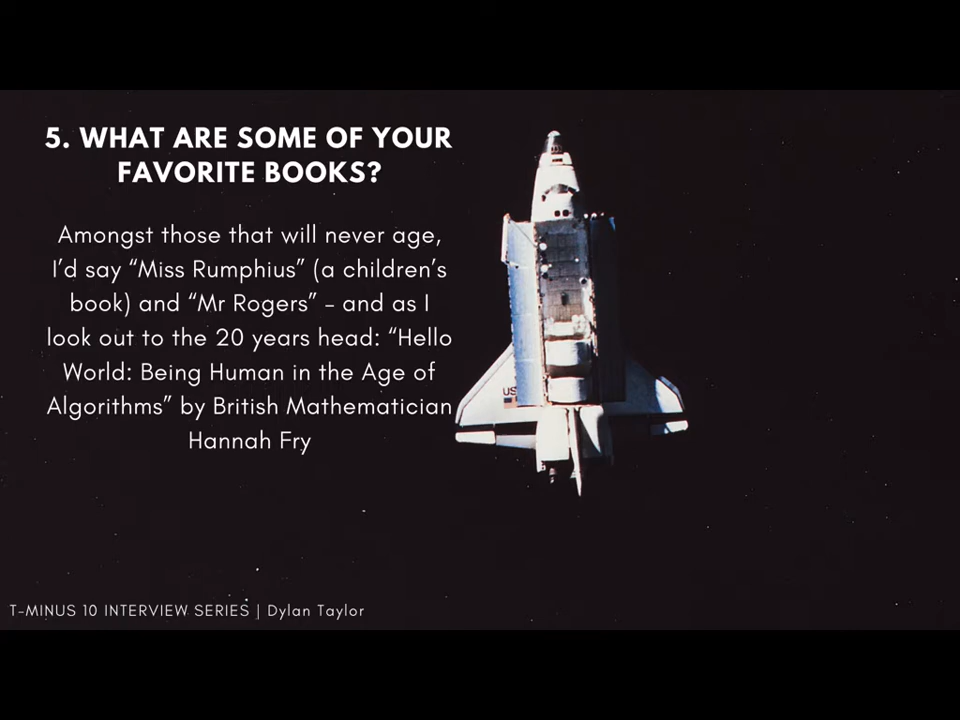 5. WHAT ARE SOME OF YOUR
FAVORITE BOOKS?
Amongst those that will never age,
I'd say “Miss Rumphius” (a children's
book) and “Mr Rogers” – and as I
look out to the 20 years head: “Hello
World: Being Human in the Age of
Algorithms” by British Mathematician
Hannah Fry
US
T-MINUS 10 INTERVIEW SERIES | Dylan Taylor